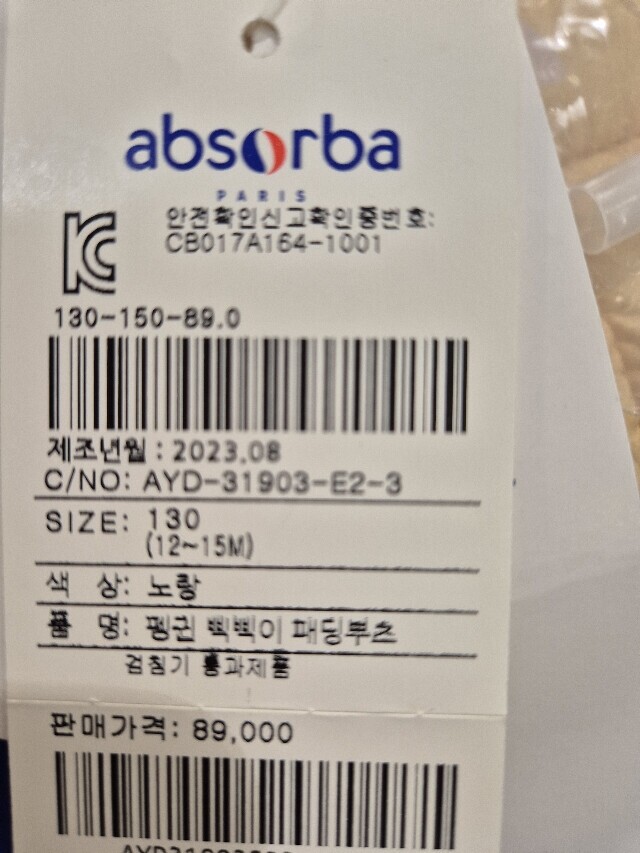 absorba
PARIS
안전확인신고확인증번호:
CB017A164-1001
130-150-89.0
제조년월 : 2023.08
C/NO: AYD-31903-E2-3
SIZE: 130
(12~15M)
색 상: 노랑
품 명: 펭귄 삑삑이 패딩부츠
검침기 통과제품
판매가격: 89,000